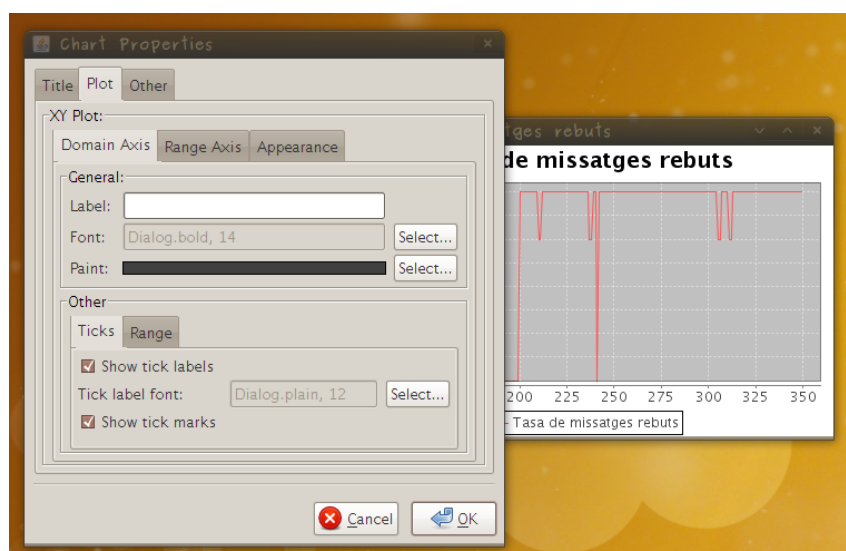 Chart Properties
Title Plot Other
XY Plot:
Domain Axis Range Axis Appearance
General:
Label:
Font: Dialog.bold, 14 Select...
Paint: Select...
Other
Ticks Range
Show tick labels
Tick label font: Dialog.plain, 12 Select...
Show tick marks
Cancel OK
tges rebuts
de missatges rebuts
200 225 250 275 300 325 350
Tasa de missatges rebuts